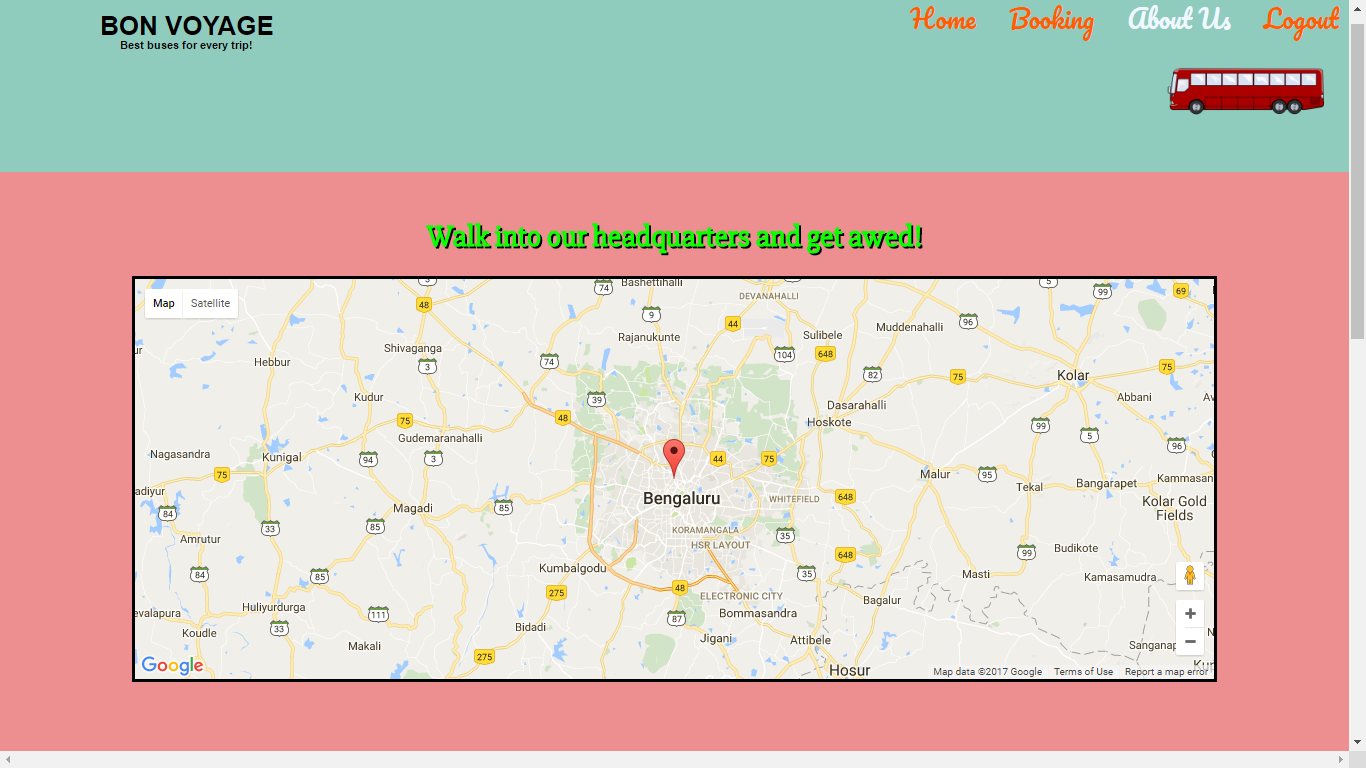 BON VOYAGE
Best buses for every trip!
Home Booking About Us Logout
Walk into our headquarters and get awed!
Map Satellite
3 74 Bashettihalli 5 99 69
48 DEVANAHALLI
9 44 Rajanukunte Sulibele Muddenahalli 96
Shivaganga 104 648
Hebbur 3 74 82 75 Kolar 75
Kudur 39 Dasarahalli Abbani
75 48 Hoskote 99 5
Gudemaranahalli 96
Nagasandra Kunigal 94 3 44 75
75 Malur 95 Kammasan
adiyur Bengaluru WHITEFIELD 648 Tekal Bangarapet
84 Magadi 85 Kolar Gold
Fields
33 85 KORAMANGALA 35
Amrutur HSR LAYOUT 648 99 Budikote
84 85 Kumbalgodu 35 Masti Kamasamudra
275 48 ELECTRONIC CITY Bagalur
evalapura Huliyurdurga 111 87 Bommasandra
Koudle 33 Bidadi Jigani Attibele
Makali 275 Sanganap
Hosur
Google Map data ©2017 Google Terms of Use Report a map error